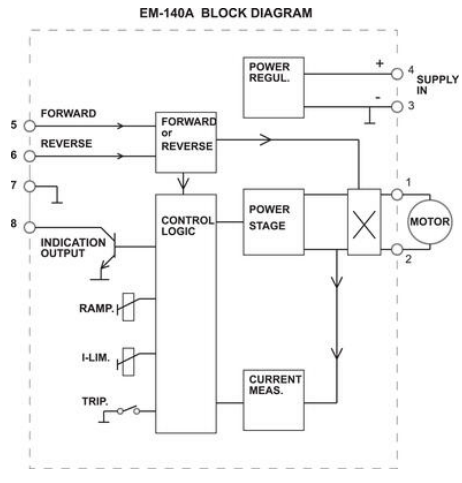 EM-140A BLOCK DIAGRAM
POWER
REGUL.
+
4
SUPPLY
IN
-
3
5
FORWARD
FORWARD
or
REVERSE
6
REVERSE
7
1
8
INDICATION
OUTPUT
CONTROL
LOGIC
POWER
STAGE
MOTOR
2
RAMP.
I-LIM.
TRIP.
CURRENT
MEAS.